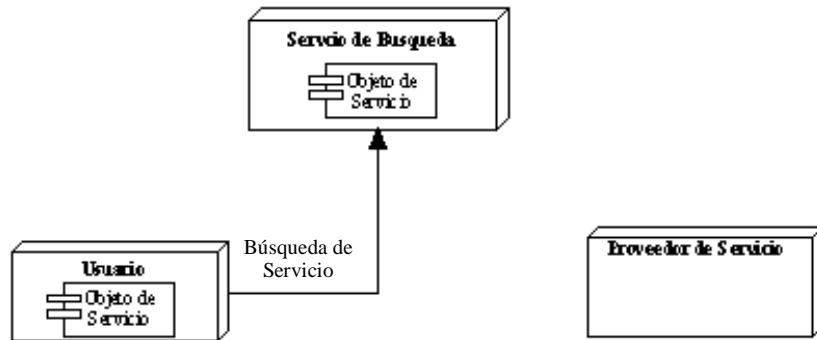 Servcio de Busqueda
Objeto de
Servicio
Búsqueda de
Servicio
Usuario
Objeto de
Servicio
Proveedor de Servicio